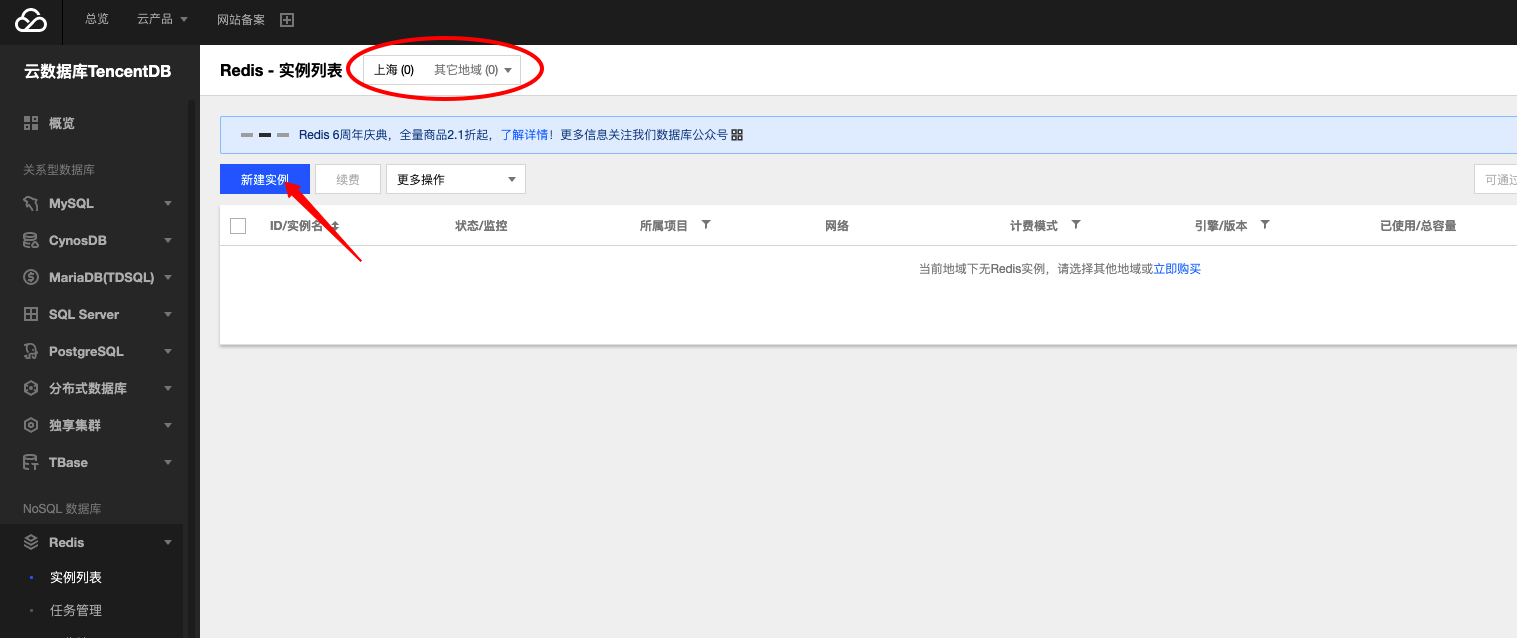 总览 云产品 网站备案
云数据库TencentDB
概览
关系型数据库
MySQL
CynosDB
MariaDB(TDSQL)
SQL Server
PostgreSQL
分布式数据库
独享集群
TBase
NoSQL 数据库
Redis
实例列表
任务管理
Redis - 实例列表 上海 (0) 其它地域 (0)
Redis 6周年庆典，全量商品2.1折起，了解详情！更多信息关注我们数据库公众号
新建实例 续费 更多操作 可通过
ID/实例名 状态/监控 所属项目 网络 计费模式 引擎/版本 已使用/总容量
当前地域下无Redis实例，请选择其他地域或立即购买